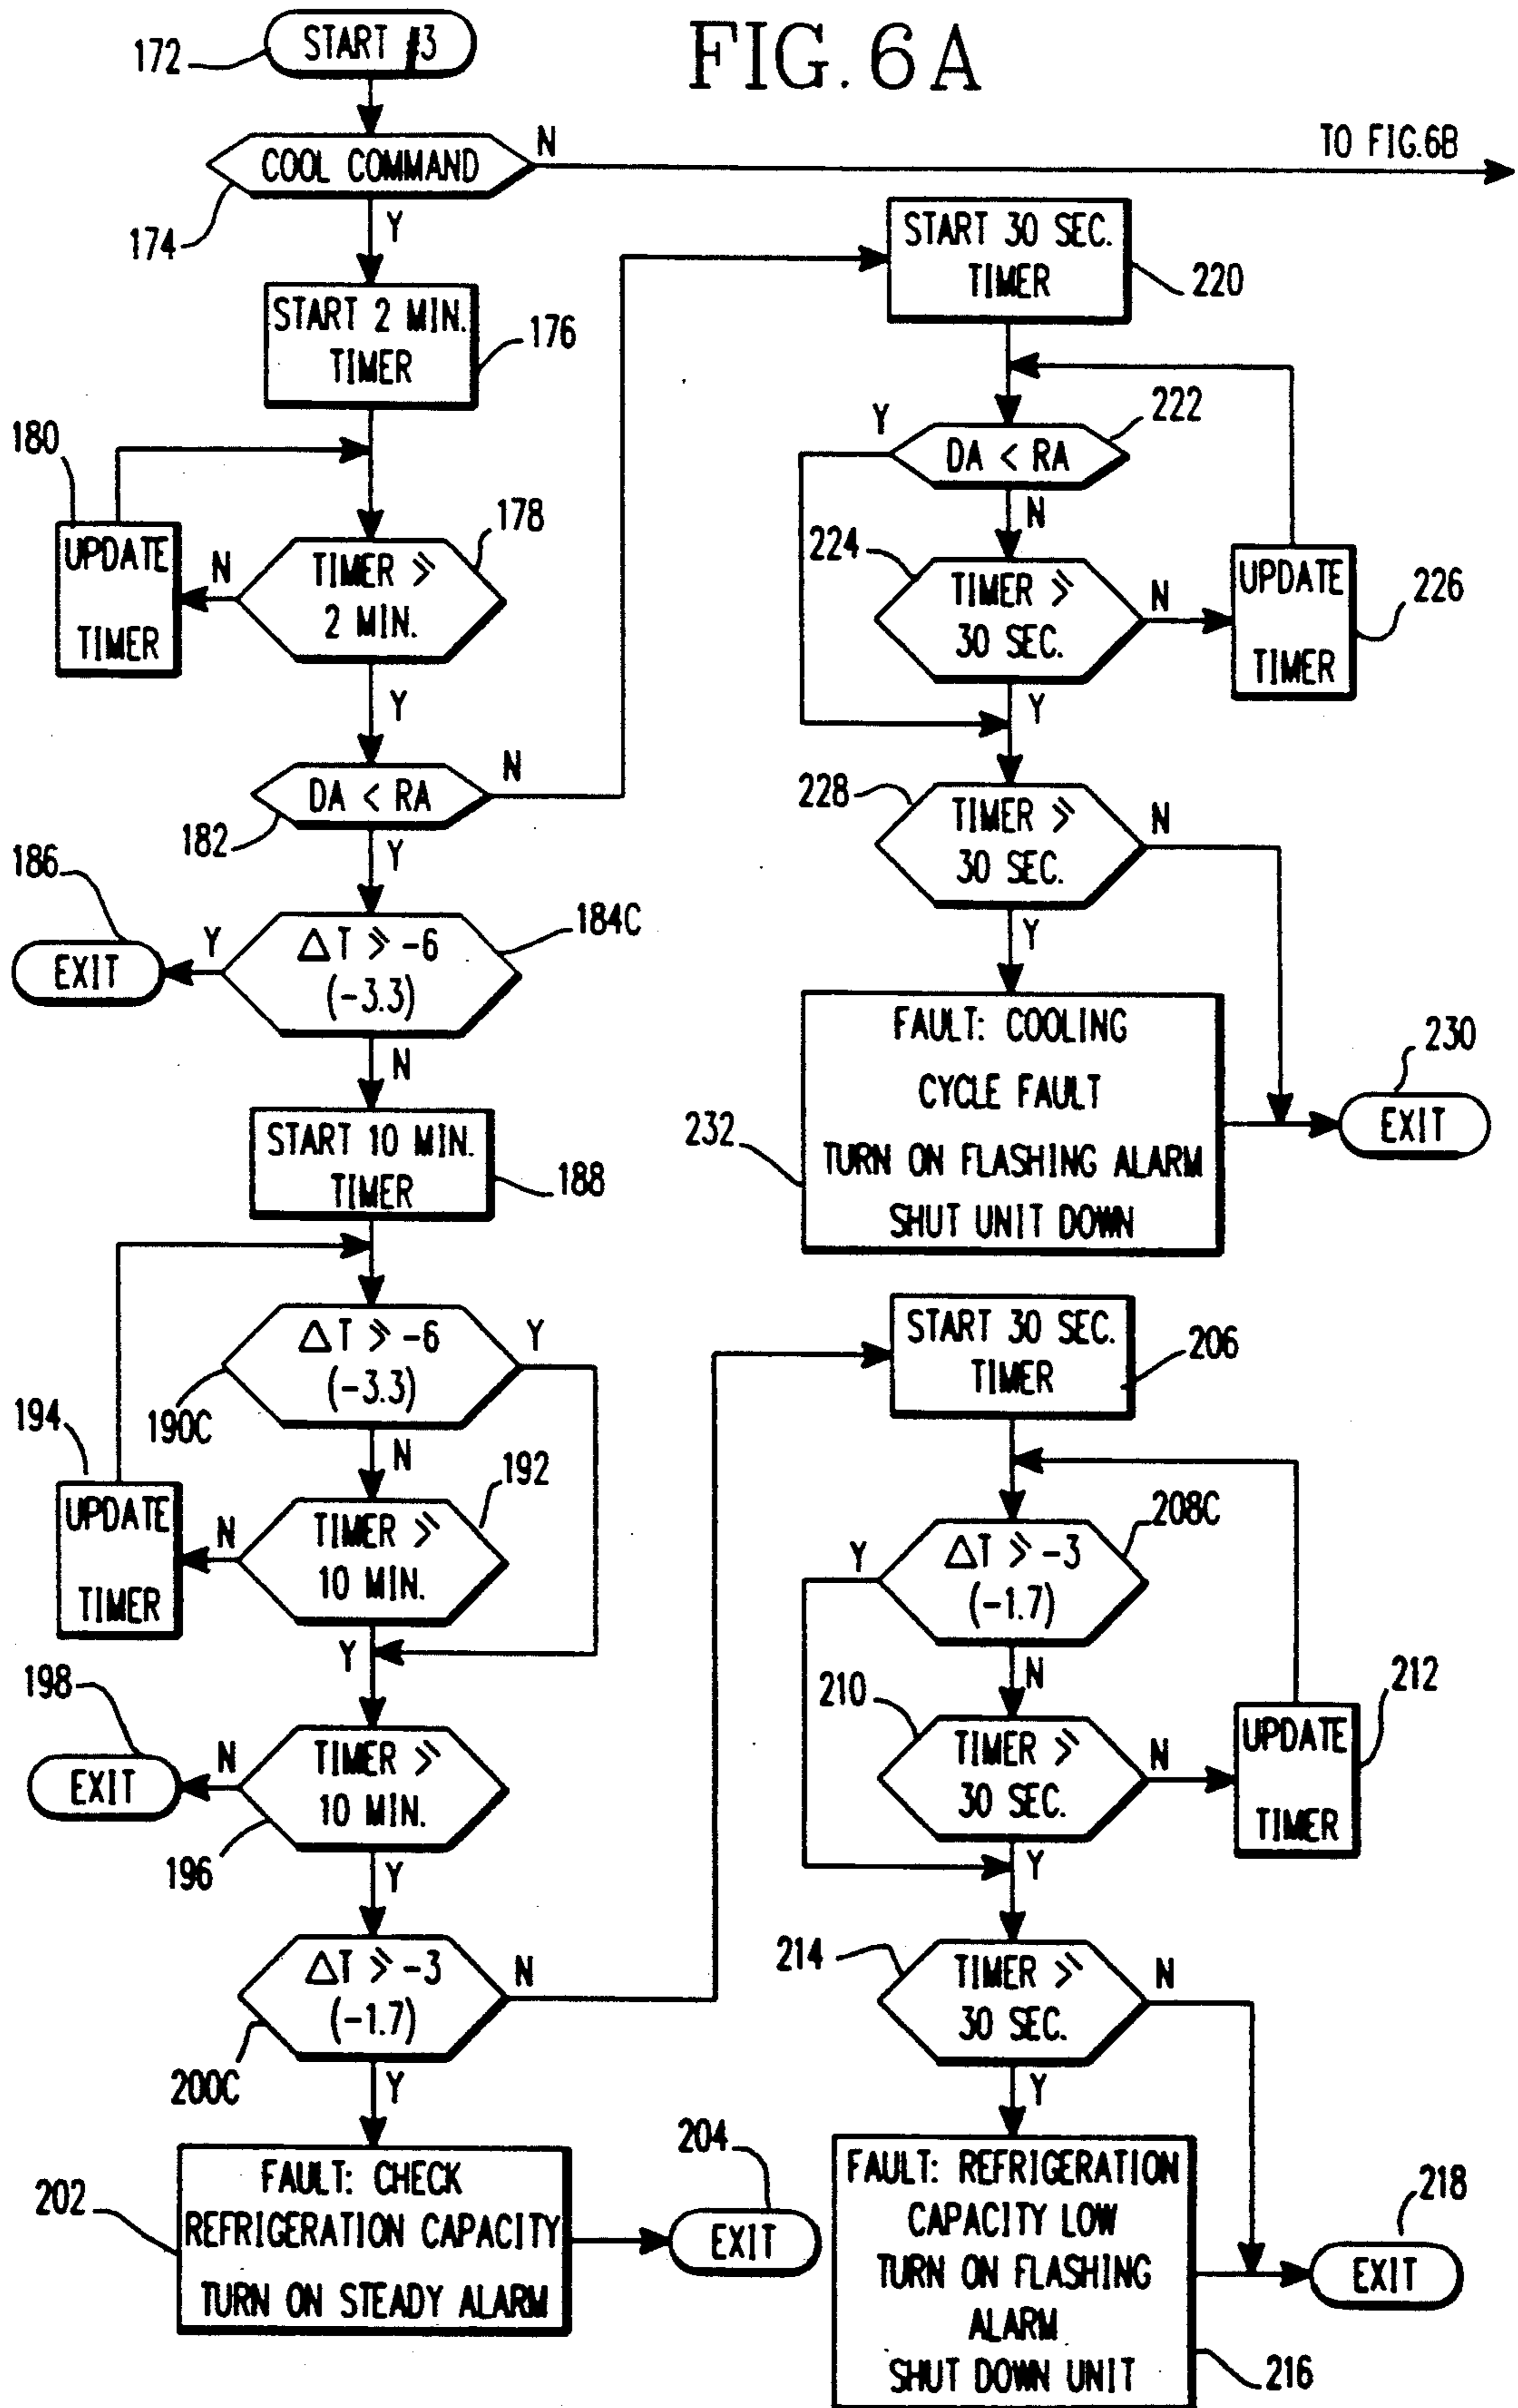 FIG. 6A
START #3
172
COOL COMMAND
N
TO FIG.6B
174
Y
START 2 MIN.
TIMER
176
180
UPDATE
TIMER
N
TIMER ⩾
2 MIN.
178
Y
DA < RA
N
182
Y
186
EXIT
Y
ΔT ⩾ -6
(-3.3)
184C
N
START 10 MIN.
TIMER
188
ΔT ⩾ -6
(-3.3)
Y
190C
N
194
UPDATE
TIMER
N
TIMER ⩾
10 MIN.
192
Y
198
EXIT
N
TIMER ⩾
10 MIN.
196
Y
ΔT ⩾ -3
(-1.7)
N
200C
Y
202
FAULT: CHECK
REFRIGERATION CAPACITY
TURN ON STEADY ALARM
204
EXIT
START 30 SEC.
TIMER
220
Y
DA < RA
222
N
224
TIMER ⩾
30 SEC.
N
UPDATE
TIMER
226
Y
228
TIMER ⩾
30 SEC.
N
Y
232
FAULT: COOLING
CYCLE FAULT
TURN ON FLASHING ALARM
SHUT UNIT DOWN
230
EXIT
START 30 SEC.
TIMER
206
Y
ΔT ⩾ -3
(-1.7)
208C
N
210
TIMER ⩾
30 SEC.
N
UPDATE
TIMER
212
Y
214
TIMER ⩾
30 SEC.
N
Y
FAULT: REFRIGERATION
CAPACITY LOW
TURN ON FLASHING
ALARM
SHUT DOWN UNIT
216
218
EXIT